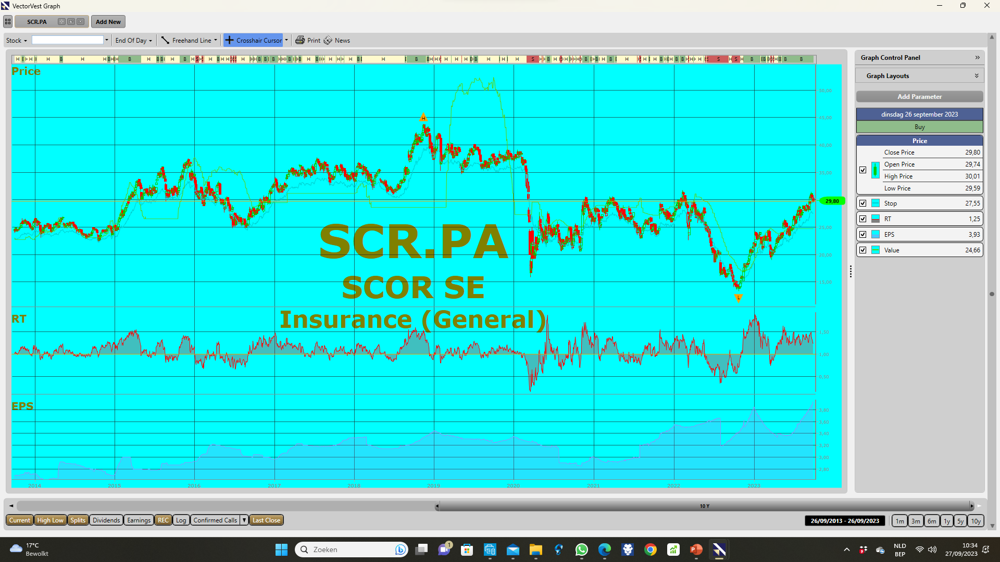 VectorVest Graph
SCR.PA
Add New
Stock
End Of Day
Freehand Line
Crosshair Cursor
Print
News
Price
50,00
45,00
40,00
35,00
29,80
25,00
20,00
15,00
H
L
SCR.PA
SCOR SE
Insurance (General)
RT
1,50
1,00
0,50
EPS
3,80
3,60
3,40
3,20
3,00
2,80
2014 2015 2016 2017 2018 2019 2020 2021 2022 2023
Graph Control Panel
Graph Layouts
Add Parameter
dinsdag 26 september 2023
Buy
Price
Close Price 29,80
Open Price 29,74
High Price 30,01
Low Price 29,59
Stop 27,55
RT 1,25
EPS 3,93
Value 24,66
10 Y
Current High Low Splits Dividends Earnings REC Log Confirmed Calls Last Close
26/09/2013 - 26/09/2023 1m 3m 6m 1y 5y 10y
17°C
Bewolkt
Zoeken
1
NLD
BEP
10:34
27/09/2023